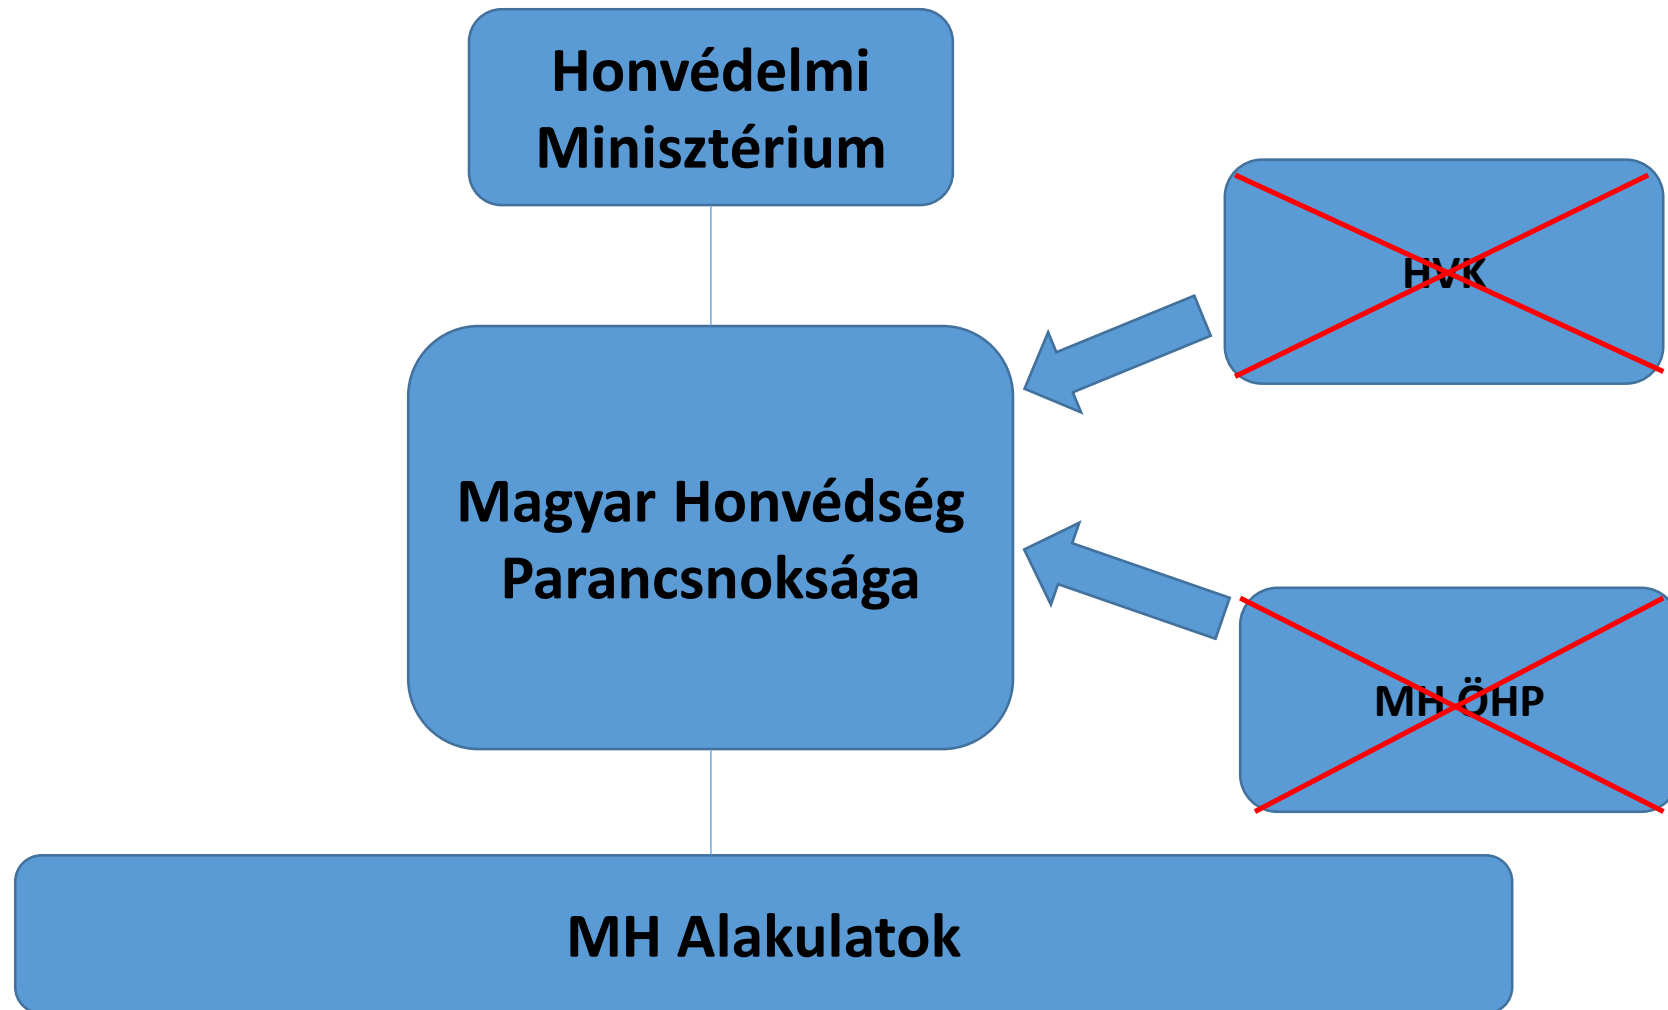 Honvédelmi
Minisztérium
HVK
Magyar Honvédség
Parancsnoksága
MH ÖHP
MH Alakulatok